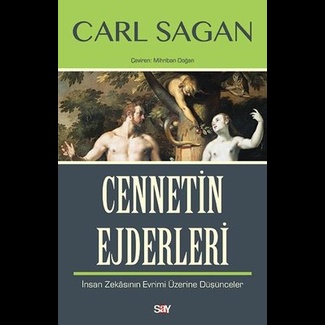 CARL SAGAN
Çeviren: Mihriban Doğan
CENNETİN
EJDERLERİ
İnsan Zekâsının Evrimi Üzerine Düşünceler
say